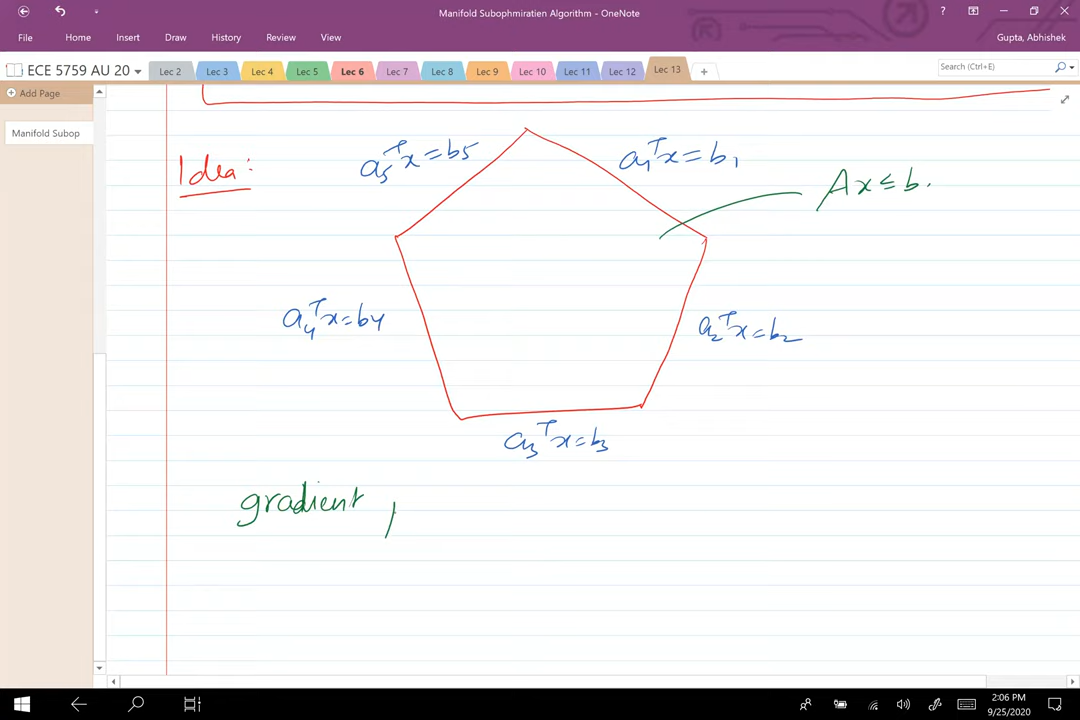 Manifold Subophmiratien Algorithm - OneNote
Gupta, Abhishek
File Home Insert Draw History Review View
ECE 5759 AU 20
Lec 2 Lec 3 Lec 4 Lec 5 Lec 6 Lec 7 Lec 8 Lec 9 Lec 10 Lec 11 Lec 12 Lec 13
Search (Ctrl+E)
Add Page
Manifold Subop
Idea:
a₅ᵀx=b5
a₁ᵀx=b₁
Ax≤b.
a₄ᵀx=b4
a₂ᵀx=b₂
a₃ᵀx=b₃
gradient ,
2:06 PM
9/25/2020